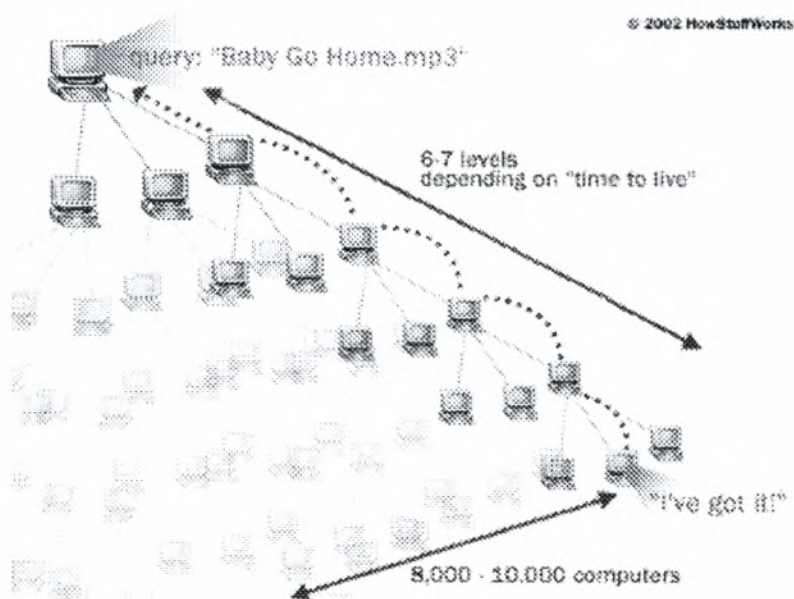 © 2002 HowStuffWorks
query: "Baby Go Home.mp3"
6-7 levels
depending on "time to live"
"I've got it!"
8,000 - 10,000 computers